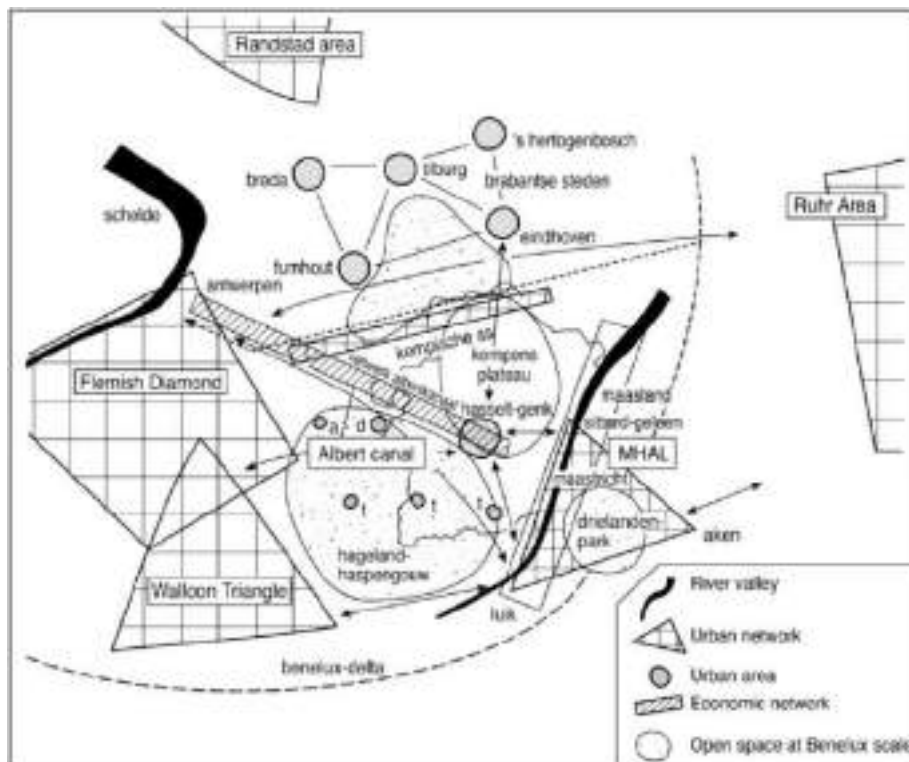 Randstad area
's hertogenbosch
breda
tilburg
brabantse steden
Ruhr Area
schelde
eindhoven
turnhout
antwerpen
kempische as
kempens
plateau
Flemish Diamond
hasselt-genk
maasland
sittard-geleen
a
d
Albert canal
MHAL
maastricht
t
t
t
drielanden-
park
aken
hageland-
haspengouw
Walloon Triangle
luik
benelux-delta
River valley
Urban network
Urban area
Economic network
Open space at Benelux scale